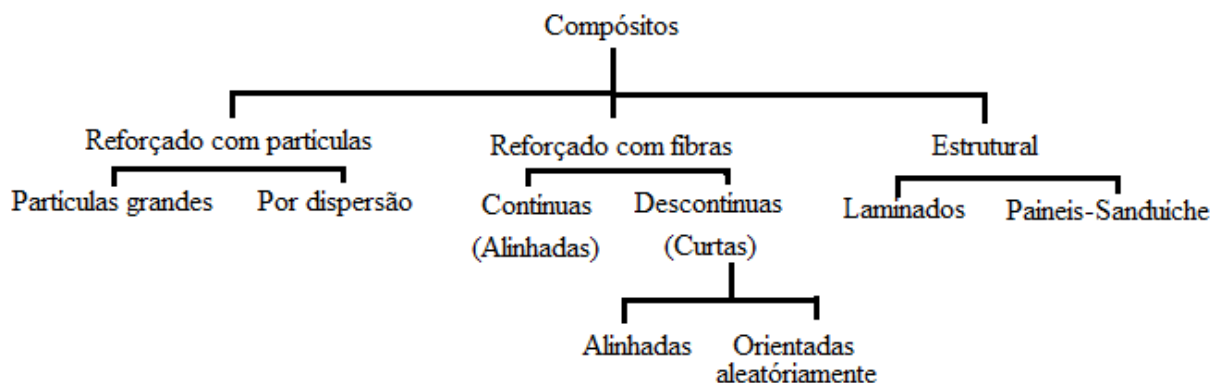 Compósitos
Reforçado com partículas
Reforçado com fibras
Estrutural
Partículas grandes
Por dispersão
Contínuas
(Alinhadas)
Descontínuas
(Curtas)
Laminados
Paineis-Sanduíche
Alinhadas
Orientadas
aleatóriamente